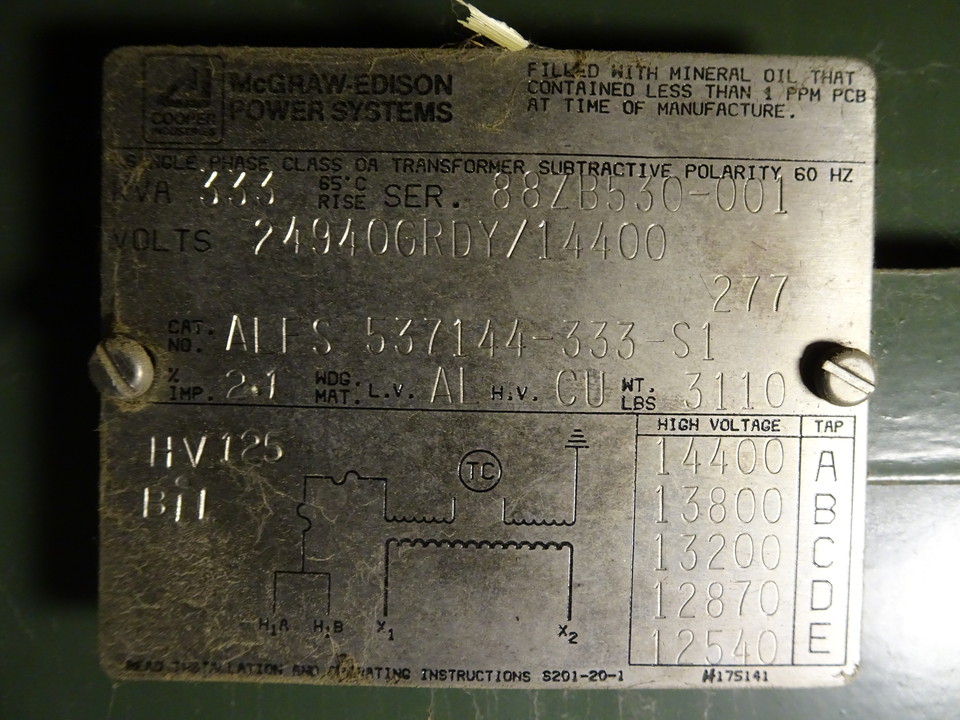 COOPER
INDUSTRIES
McGRAW-EDISON
POWER SYSTEMS
FILLED WITH MINERAL OIL THAT
CONTAINED LESS THAN 1 PPM PCB
AT TIME OF MANUFACTURE.
SINGLE PHASE CLASS OA TRANSFORMER SUBTRACTIVE POLARITY 60 HZ
KVA 333 65°C RISE SER. 88ZB530-001
VOLTS 24940GRDY/14400
277
CAT. NO. ALFS 537144-333-S1
% IMP. 2.1 WDG. MAT. L.V. AL H.V. CU WT. LBS 3110
HV 125
BIL
TC
H1A H1B X1 X2
HIGH VOLTAGE TAP
14400 A
13800 B
13200 C
12870 D
12540 E
READ INSTALLATION AND OPERATING INSTRUCTIONS S201-20-1
#175141